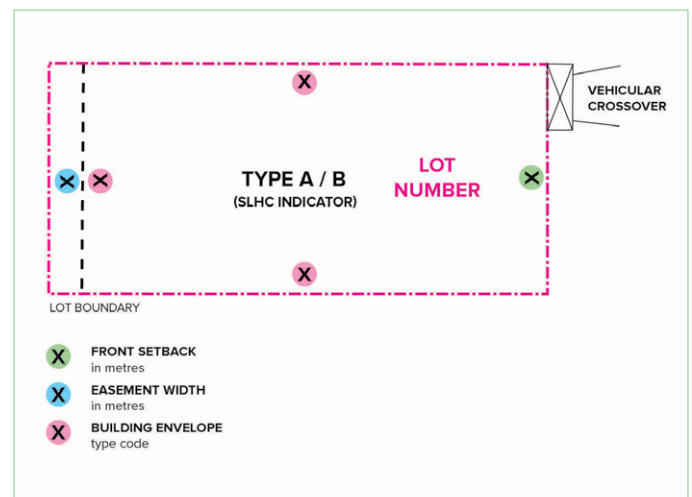 X
VEHICULAR
CROSSOVER
X X
TYPE A / B
(SLHC INDICATOR)
LOT
NUMBER
X
X
LOT BOUNDARY
X FRONT SETBACK
in metres
X EASEMENT WIDTH
in metres
X BUILDING ENVELOPE
type code